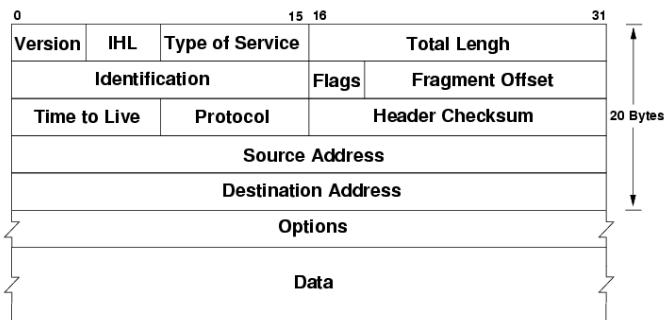 0 15 16 31
Version IHL Type of Service Total Lengh
Identification Flags Fragment Offset
Time to Live Protocol Header Checksum 20 Bytes
Source Address
Destination Address
Options
Data